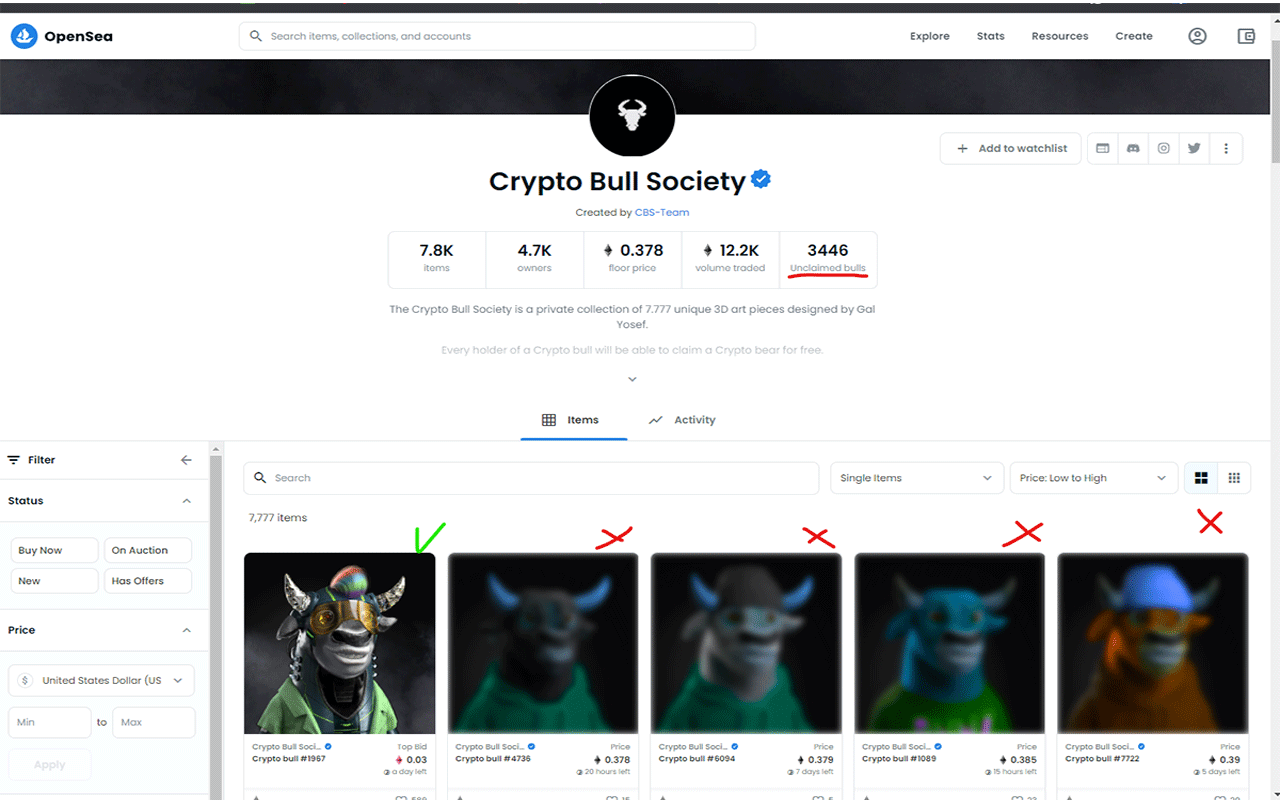 OpenSea
Search items, collections, and accounts
Explore
Stats
Resources
Create
Add to watchlist
Crypto Bull Society
Created by CBS-Team
7.8K
items
4.7K
owners
0.378
floor price
12.2K
volume traded
3446
Unclaimed bulls
The Crypto Bull Society is a private collection of 7.777 unique 3D art pieces designed by Gal
Yosef.
Every holder of a Crypto bull will be able to claim a Crypto bear for free.
Items
Activity
Filter
Status
Buy Now
On Auction
New
Has Offers
Price
$ United States Dollar (US
Min
to
Max
Apply
Search
Single Items
Price: Low to High
7,777 items
Crypto Bull Soci... Top Bid
Crypto bull #1967 0.03
a day left
Crypto Bull Soci... Price
Crypto bull #4736 0.378
20 hours left
Crypto Bull Soci... Price
Crypto bull #6094 0.379
7 days left
Crypto Bull Soci... Price
Crypto bull #1089 0.385
15 hours left
Crypto Bull Soci... Price
Crypto bull #7722 0.39
5 days left